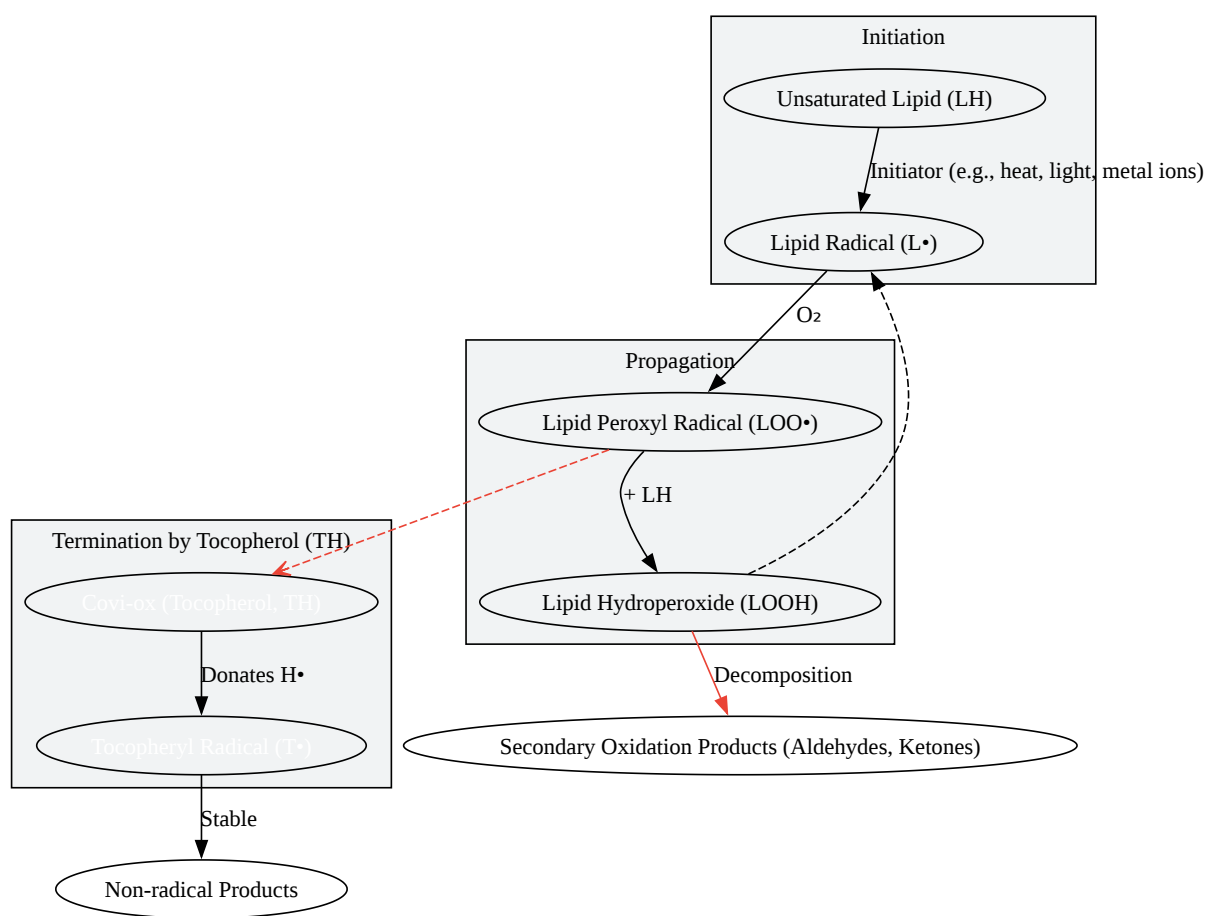 Initiation
Unsaturated Lipid (LH)
Initiator (e.g., heat, light, metal ions)
Lipid Radical (L•)
O₂
Propagation
Lipid Peroxyl Radical (LOO•)
+ LH
Lipid Hydroperoxide (LOOH)
Termination by Tocopherol (TH)
Covi-ox (Tocopherol, TH)
Donates H•
Tocopheryl Radical (T•)
Stable
Non-radical Products
Decomposition
Secondary Oxidation Products (Aldehydes, Ketones)